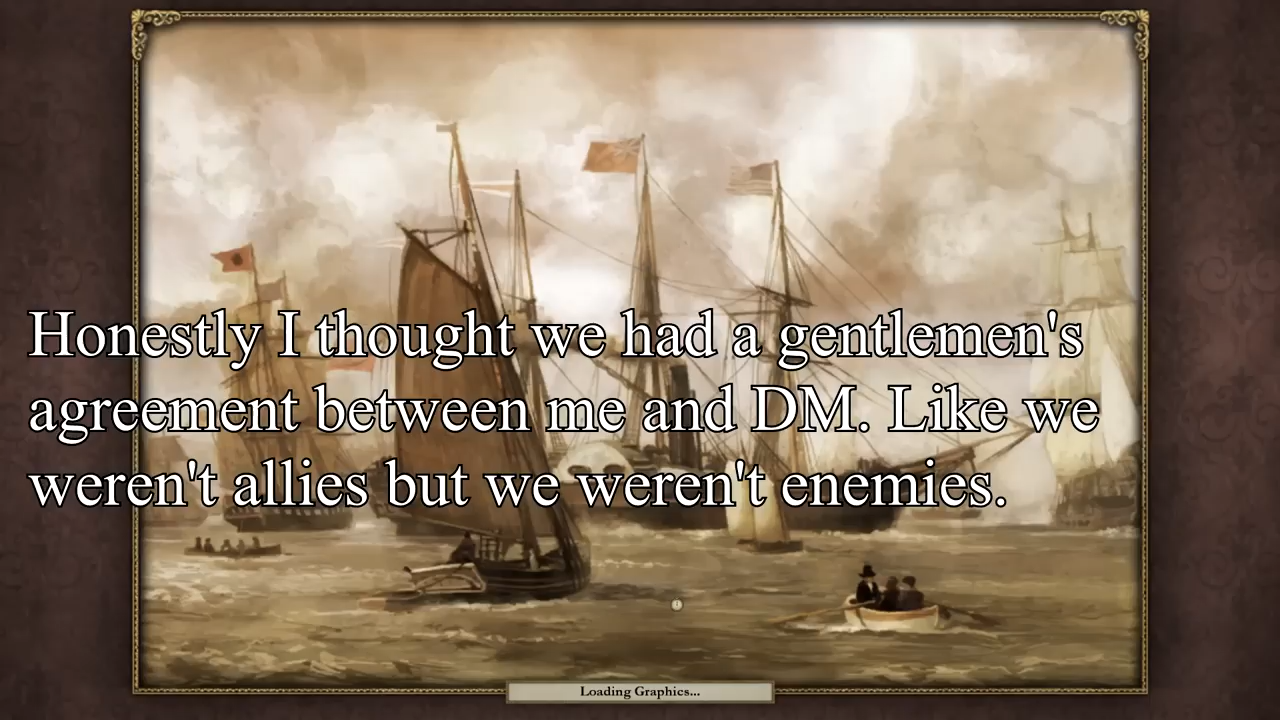 Honestly I thought we had a gentlemen's
agreement between me and DM. Like we
weren't allies but we weren't enemies.
Loading Graphics...